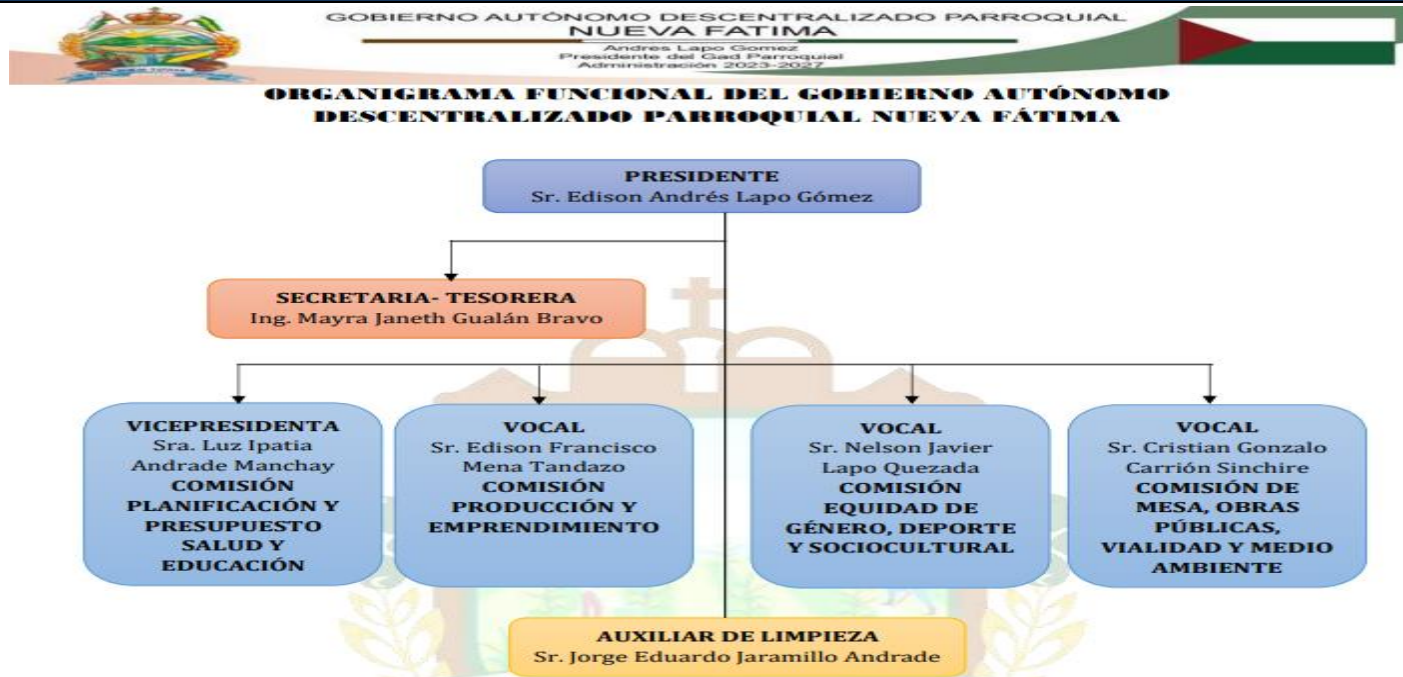 GOBIERNO AUTÓNOMO DESCENTRALIZADO PARROQUIAL
NUEVA FATIMA
Andres Lapo Gomez
Presidente del Gad Parroquial
Administración 2023-2027
ORGANIGRAMA FUNCIONAL DEL GOBIERNO AUTÓNOMO
DESCENTRALIZADO PARROQUIAL NUEVA FÁTIMA
PRESIDENTE
Sr. Edison Andrés Lapo Gómez
SECRETARIA- TESORERA
Ing. Mayra Janeth Gualán Bravo
VICEPRESIDENTA
Sra. Luz Ipatia
Andrade Manchay
COMISIÓN
PLANIFICACIÓN Y
PRESUPUESTO
SALUD Y
EDUCACIÓN
VOCAL
Sr. Edison Francisco
Mena Tandazo
COMISIÓN
PRODUCCIÓN Y
EMPRENDIMIENTO
VOCAL
Sr. Nelson Javier
Lapo Quezada
COMISIÓN
EQUIDAD DE
GÉNERO, DEPORTE
Y SOCIOCULTURAL
VOCAL
Sr. Cristian Gonzalo
Carrión Sinchire
COMISIÓN DE
MESA, OBRAS
PÚBLICAS,
VIALIDAD Y MEDIO
AMBIENTE
AUXILIAR DE LIMPIEZA
Sr. Jorge Eduardo Jaramillo Andrade